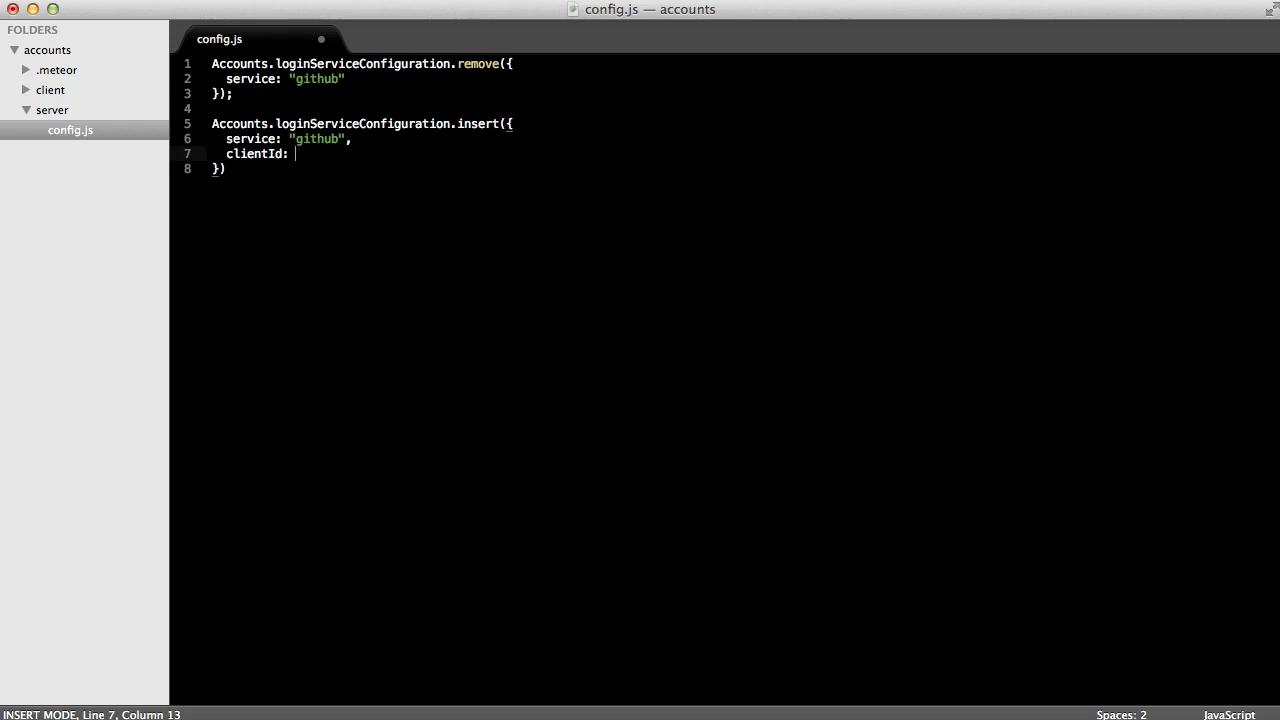 config.js — accounts
FOLDERS
accounts
.meteor
client
server
config.js
config.js
1 Accounts.loginServiceConfiguration.remove({
2 service: "github"
3 });
4
5 Accounts.loginServiceConfiguration.insert({
6 service: "github",
7 clientId:
8 })
INSERT MODE, Line 7, Column 13
Spaces: 2
JavaScript